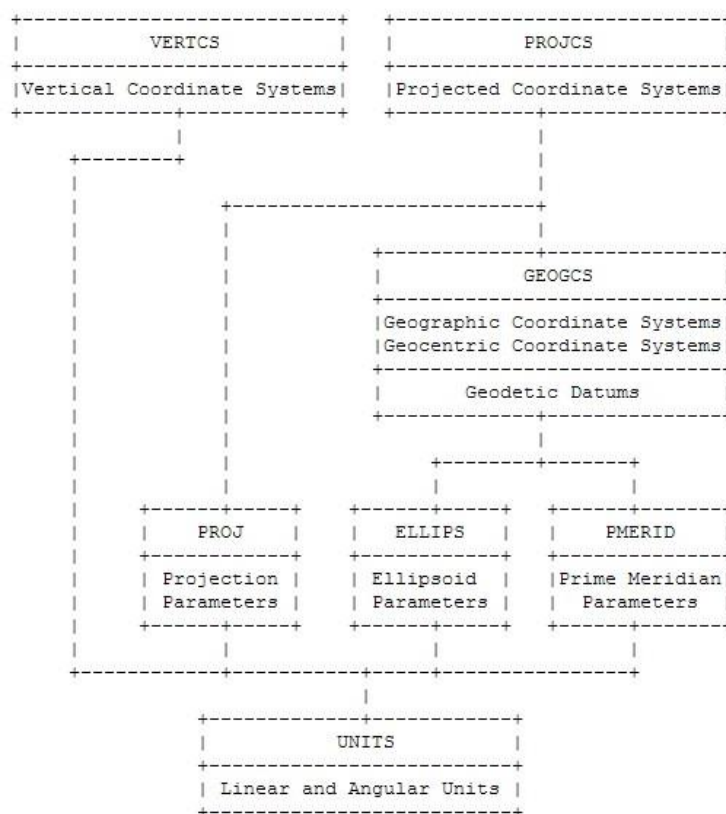 VERTCS PROJCS
Vertical Coordinate Systems Projected Coordinate Systems
GEOGCS
Geographic Coordinate Systems
Geocentric Coordinate Systems
Geodetic Datums
PROJ ELLIPS PMERID
Projection Ellipsoid Prime Meridian
Parameters Parameters Parameters
UNITS
Linear and Angular Units